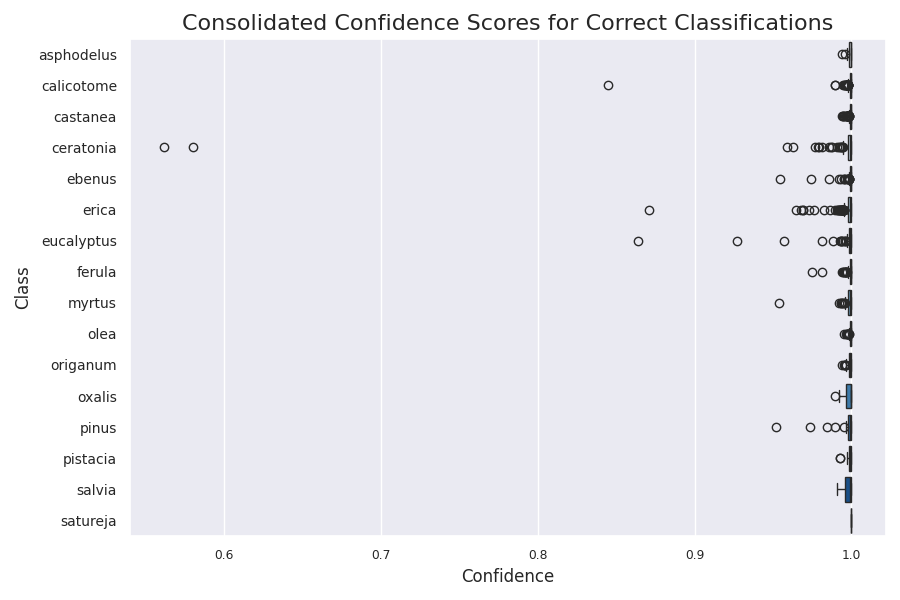 Consolidated Confidence Scores for Correct Classifications
asphodelus
calicotome
castanea
ceratonia
ebenus
erica
eucalyptus
ferula
myrtus
olea
origanum
oxalis
pinus
pistacia
salvia
satureja
Class
0.6 0.7 0.8 0.9 1.0
Confidence